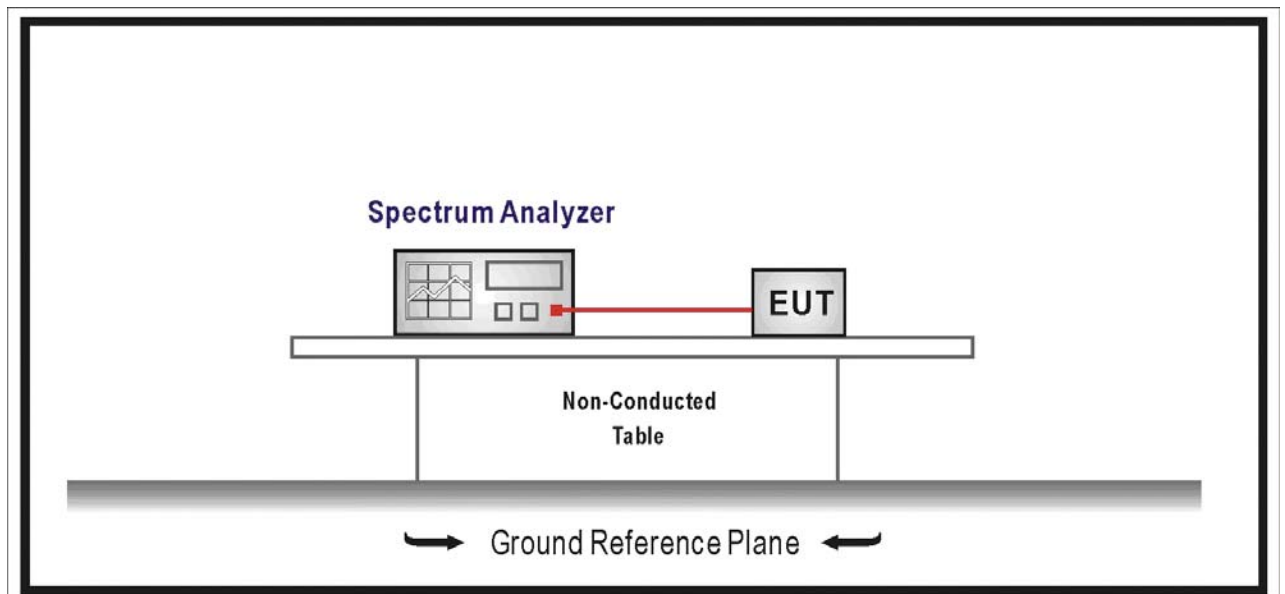 Spectrum Analyzer
EUT
Non-Conducted
Table
Ground Reference Plane